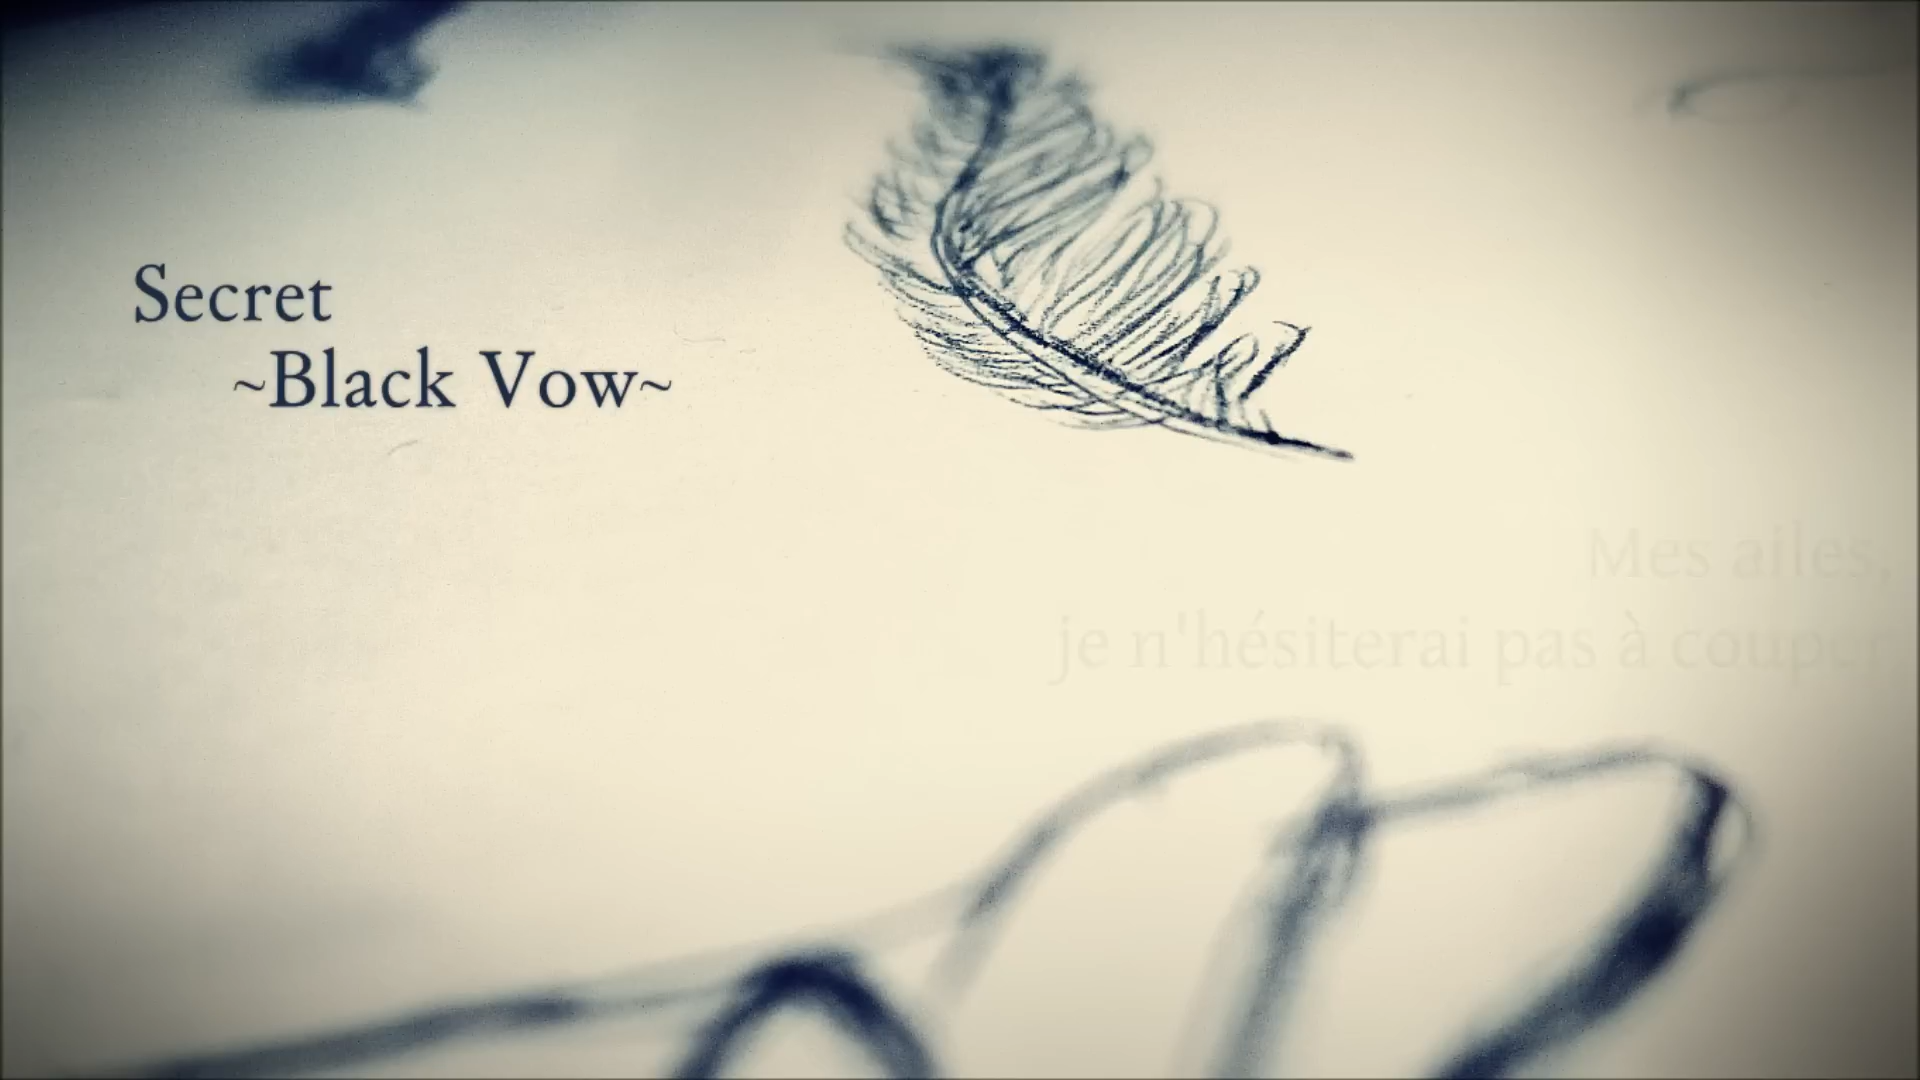 Secret
~Black Vow~
Mes ailes,
je n'hésiterai pas à couper